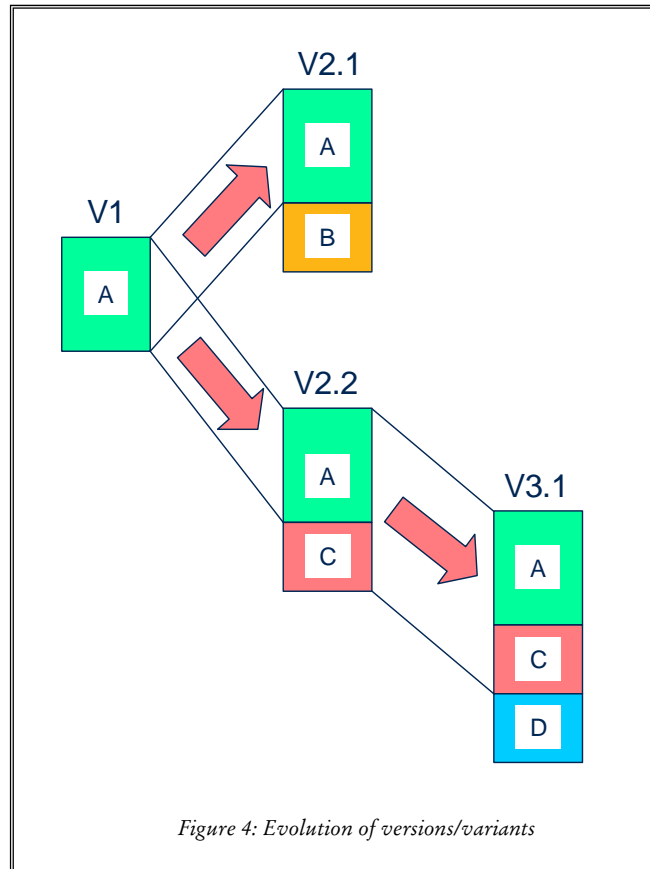 V2.1
A
B
V1
A
V2.2
A
C
V3.1
A
C
D
Figure 4: Evolution of versions/variants